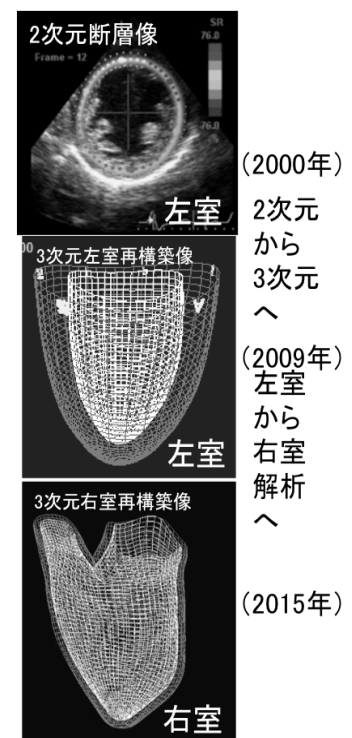 2次元断層像
SR
Frame = 12
76.0
76.0
左室
(2000年)
2次元
から
3次元
へ
3次元左室再構築像
左室
(2009年)
左室
から
右室
解析
へ
3次元右室再構築像
右室
(2015年)